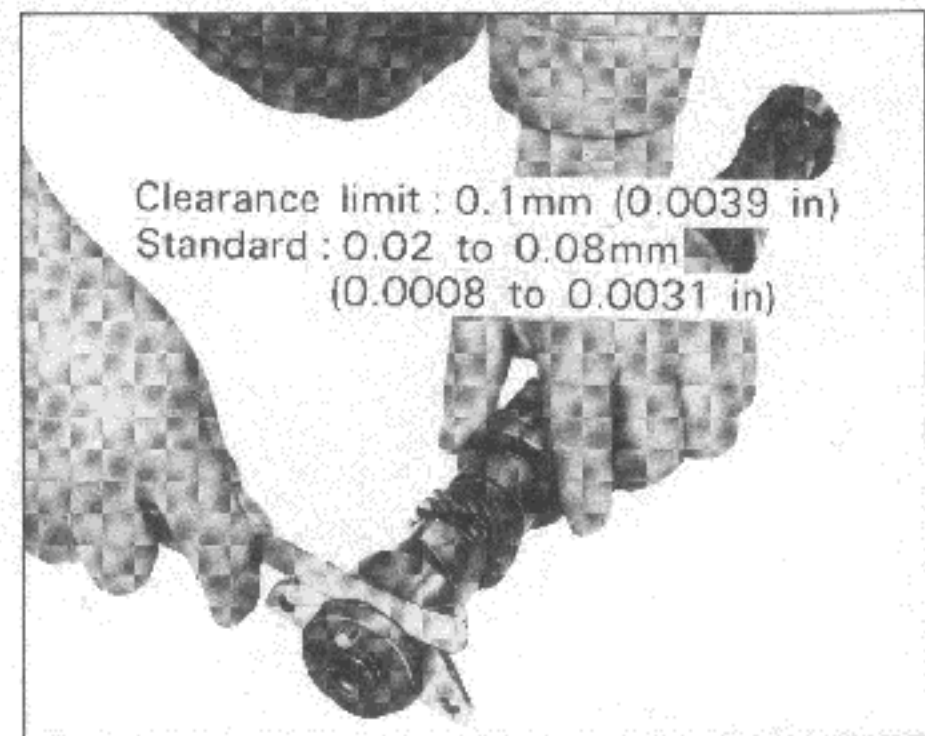 Clearance limit : 0.1mm (0.0039 in)
Standard : 0.02 to 0.08mm
(0.0008 to 0.0031 in)